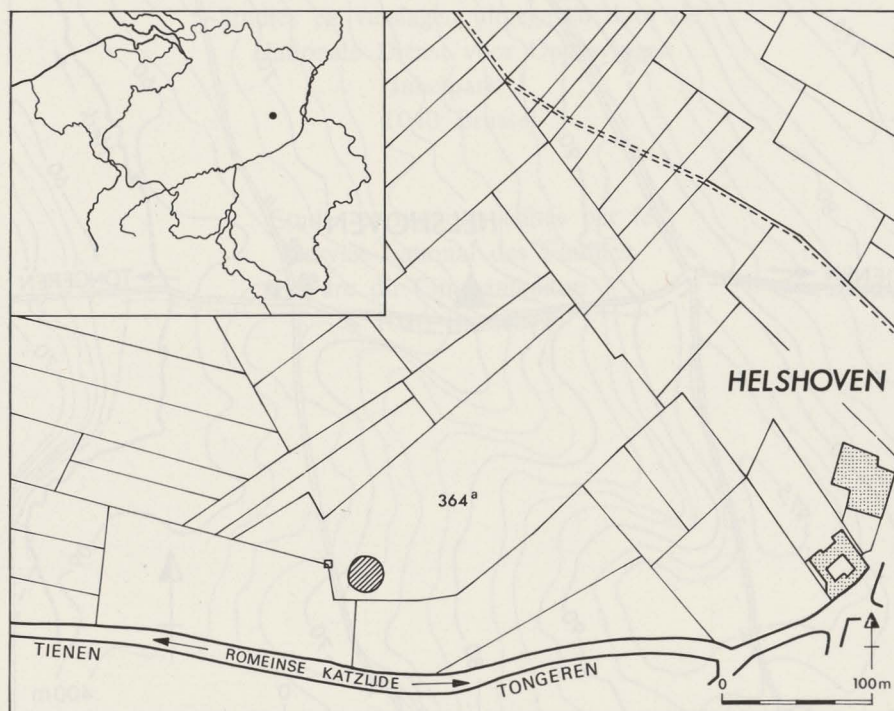 HELSHOVEN
364ª
TIENEN
ROMEINSE KATZIJDE
TONGEREN
0 100m